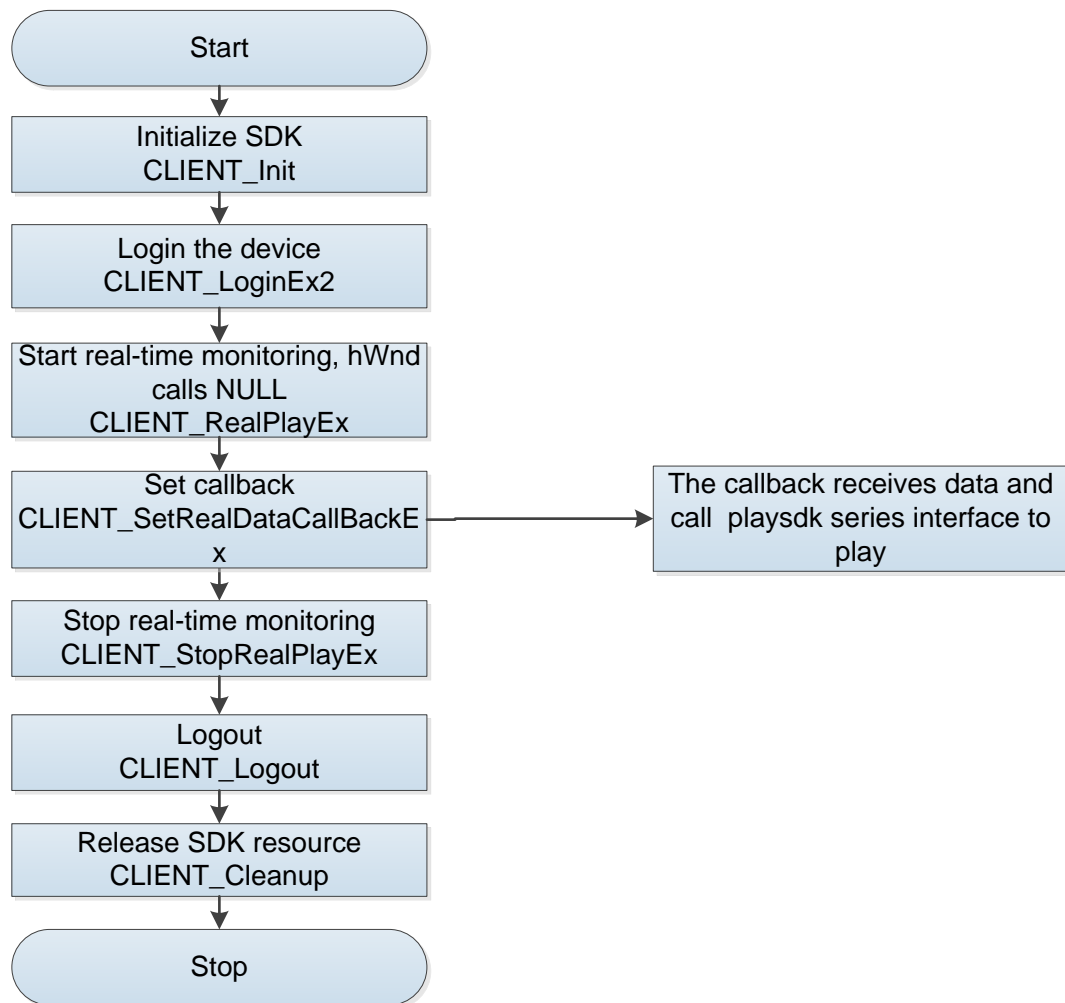 Start
Initialize SDK
CLIENT_Init
Login the device
CLIENT_LoginEx2
Start real-time monitoring, hWnd
calls NULL
CLIENT_RealPlayEx
Set callback
CLIENT_SetRealDataCallBackE
x
The callback receives data and
call  playsdk series interface to
play
Stop real-time monitoring
CLIENT_StopRealPlayEx
Logout
CLIENT_Logout
Release SDK resource
CLIENT_Cleanup
Stop